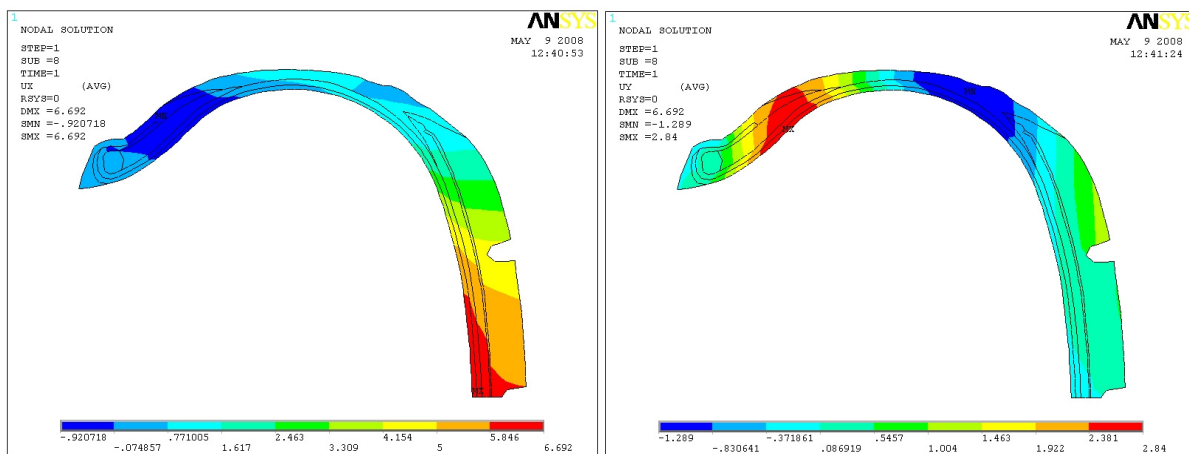 1
ANSYS
NODAL SOLUTION
MAY 9 2008
12:40:53
STEP=1
SUB =8
TIME=1
UX (AVG)
RSYS=0
DMX =6.692
SMN =-.920718
SMX =6.692
MN
MX
-.920718 .771005 2.463 4.154 5.846
-.074857 1.617 3.309 5 6.692
1
ANSYS
NODAL SOLUTION
MAY 9 2008
12:41:24
STEP=1
SUB =8
TIME=1
UY (AVG)
RSYS=0
DMX =6.692
SMN =-1.289
SMX =2.84
MN
MX
-1.289 -.371861 .5457 1.463 2.381
-.830641 .086919 1.004 1.922 2.84